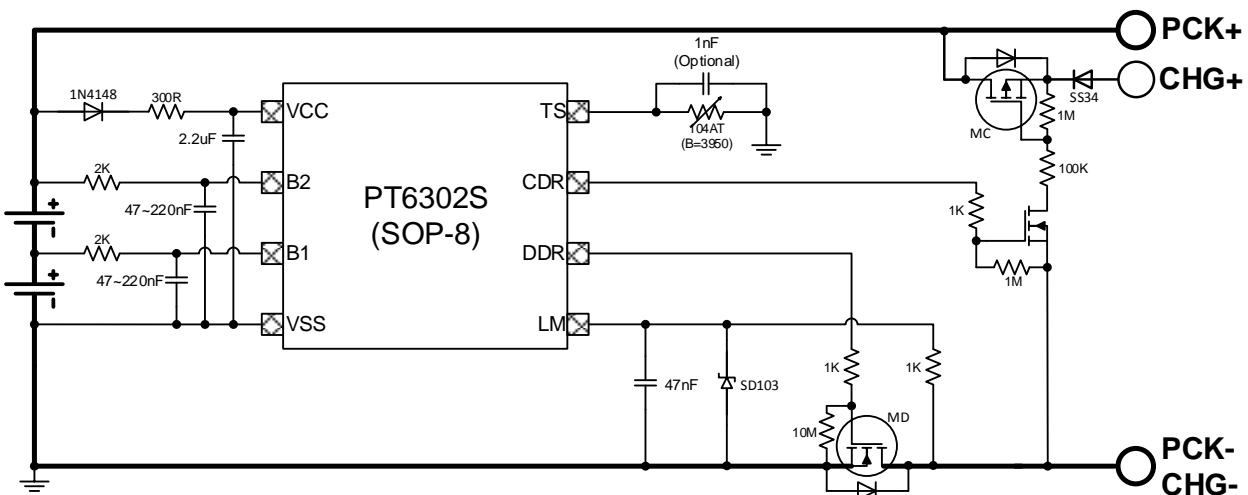 PCK+
1nF
(Optional)
CHG+
1N4148
300R
VCC
TS
SS34
2.2uF
104AT
(B=3950)
MC
1M
2K
B2
PT6302S
(SOP-8)
CDR
100K
47~220nF
1K
2K
B1
DDR
47~220nF
1M
VSS
LM
1K
1K
47nF
SD103
10M
MD
PCK-
CHG-